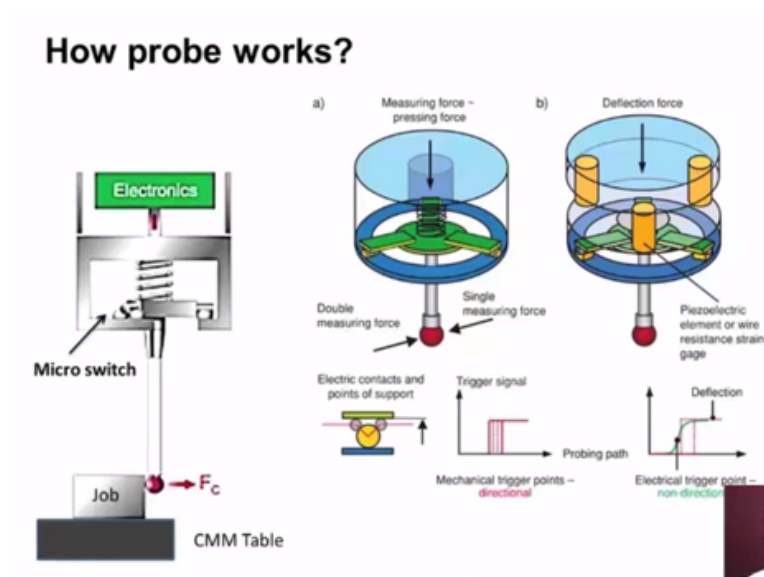 How probe works?
Electronics
Micro switch
Job
F_C
CMM Table
a)
Measuring force ~
pressing force
Double
measuring force
Single
measuring force
Electric contacts and
points of support
Trigger signal
Probing path
Mechanical trigger points –
directional
b)
Deflection force
Piezoelectric
element or wire
resistance strain
gage
Deflection
Electrical trigger point –